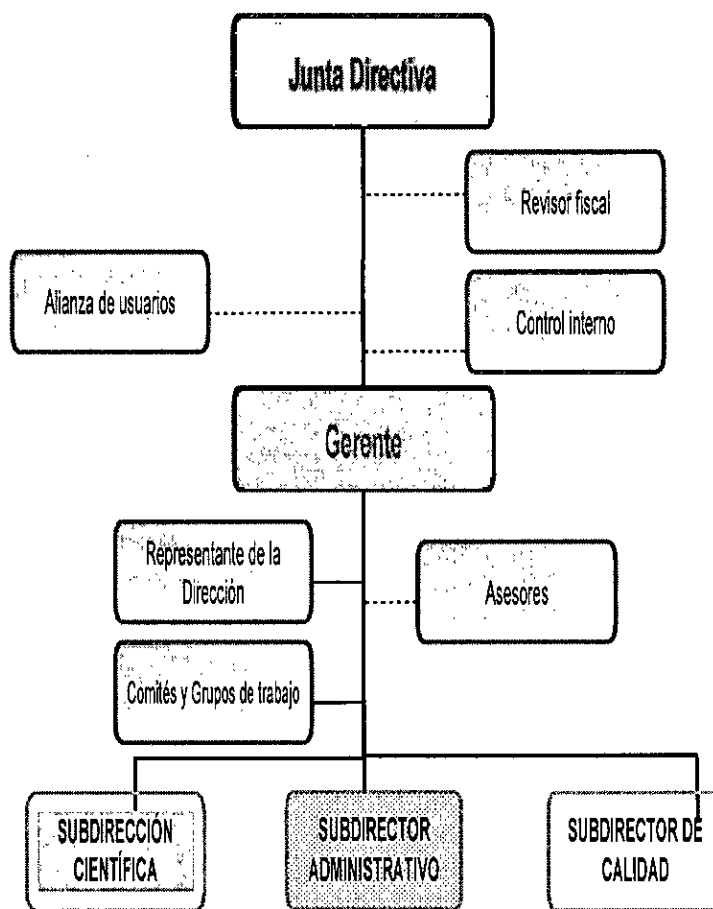 Junta Directiva
Revisor fiscal
Alianza de usuarios
Control interno
Gerente
Representante de la
Dirección
Asesores
Comités y Grupos de trabajo
SUBDIRECCIÓN
CIENTÍFICA
SUBDIRECTOR
ADMINISTRATIVO
SUBDIRECTOR DE
CALIDAD